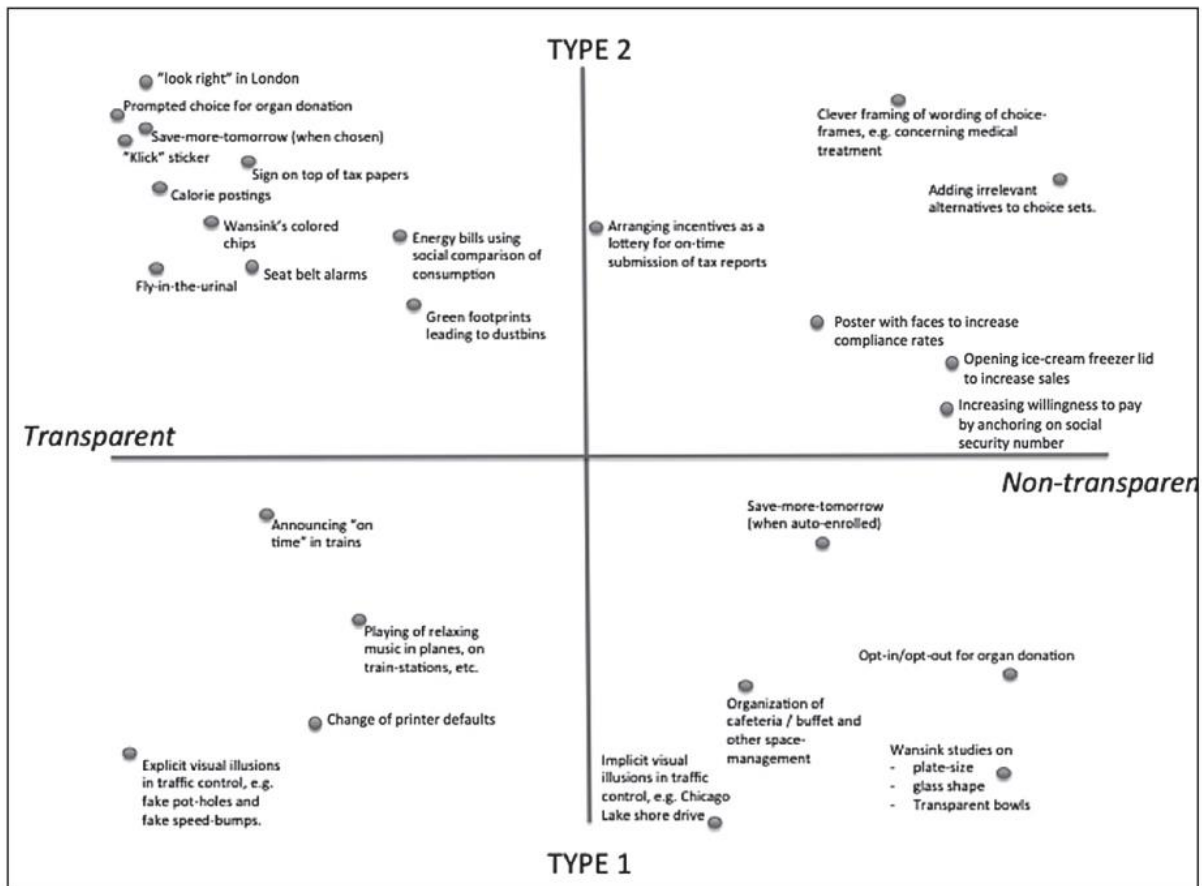 TYPE 2
"look right" in London
Prompted choice for organ donation
Save-more-tomorrow (when chosen)
"Klick" sticker
Sign on top of tax papers
Calorie postings
Wansink's colored
chips
Energy bills using
social comparison of
consumption
Fly-in-the-urinal
Seat belt alarms
Green footprints
leading to dustbins
Clever framing of wording of choice-
frames, e.g. concerning medical
treatment
Adding irrelevant
alternatives to choice sets.
Arranging incentives as a
lottery for on-time
submission of tax reports
Poster with faces to increase
compliance rates
Opening ice-cream freezer lid
to increase sales
Increasing willingness to pay
by anchoring on social
security number
Transparent
Non-transparen
Announcing "on
time" in trains
Playing of relaxing
music in planes, on
train-stations, etc.
Change of printer defaults
Explicit visual illusions
in traffic control, e.g.
fake pot-holes and
fake speed-bumps.
Save-more-tomorrow
(when auto-enrolled)
Opt-in/opt-out for organ donation
Organization of
cafeteria / buffet and
other space-
management
Implicit visual
illusions in traffic
control, e.g. Chicago
Lake shore drive
Wansink studies on
- plate-size
- glass shape
- Transparent bowls
TYPE 1